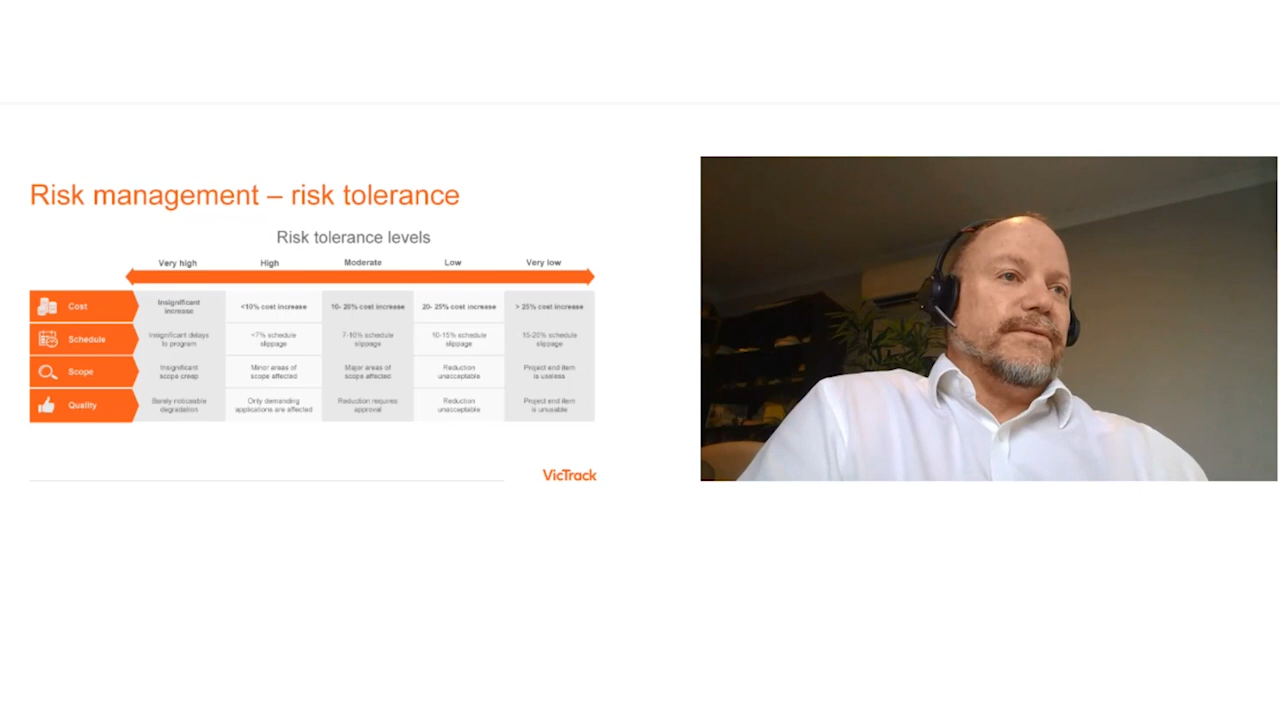 Risk management – risk tolerance
Risk tolerance levels
Very high High Moderate Low Very low
Cost
Insignificant
increase
<10% cost increase
10- 20% cost increase
20- 25% cost increase
> 25% cost increase
Schedule
Insignificant delays
to program
<7% schedule
slippage
7-10% schedule
slippage
10-15% schedule
slippage
15-20% schedule
slippage
Scope
Insignificant
scope creep
Minor areas of
scope affected
Major areas of
scope affected
Reduction
unacceptable
Project end item
is useless
Quality
Barely noticeable
degradation
Only demanding
applications are affected
Reduction requires
approval
Reduction
unacceptable
Project end item
is unusable
VicTrack